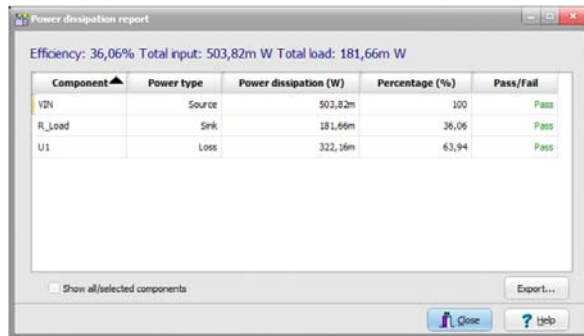 Power dissipation report
Efficiency: 36,06% Total input: 503,82m W Total load: 181,66m W
Component Power type Power dissipation (W) Percentage (%) Pass/Fail
VIN Source 503,82m 100 Pass
R_Load Sink 181,66m 36,06 Pass
U1 Loss 322,16m 63,94 Pass
Show all/selected components Export...
Close ? Help